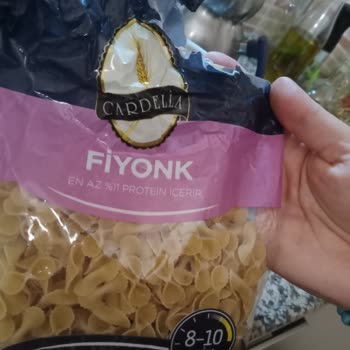 CARDELLA
FİYONK
EN AZ %11 PROTEİN İÇERİR
8-10